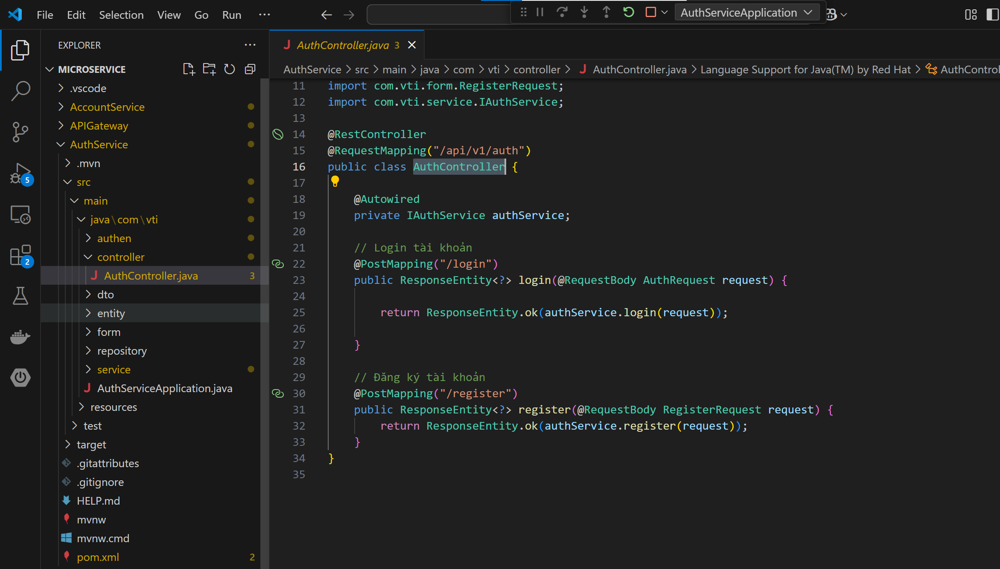 File Edit Selection View Go Run ···
AuthServiceApplication
EXPLORER ···
MICROSERVICE
.vscode
AccountService
APIGateway
AuthService
.mvn
src
main
java\com\vti
authen
controller
AuthController.java 3
dto
entity
form
repository
service
AuthServiceApplication.java
resources
test
target
.gitattributes
.gitignore
HELP.md
mvnw
mvnw.cmd
pom.xml 2
5
2
AuthController.java 3
AuthService > src > main > java > com > vti > controller > AuthController.java > Language Support for Java(TM) by Red Hat > AuthControl
11 import com.vti.form.RegisterRequest;
12 import com.vti.service.IAuthService;
13
14 @RestController
15 @RequestMapping("/api/v1/auth")
16 public class AuthController {
17
18 @Autowired
19 private IAuthService authService;
20
21 // Login tài khoản
22 @PostMapping("/login")
23 public ResponseEntity<?> login(@RequestBody AuthRequest request) {
24
25 return ResponseEntity.ok(authService.login(request));
26
27 }
28
29 // Đăng ký tài khoản
30 @PostMapping("/register")
31 public ResponseEntity<?> register(@RequestBody RegisterRequest request) {
32 return ResponseEntity.ok(authService.register(request));
33 }
34 }
35